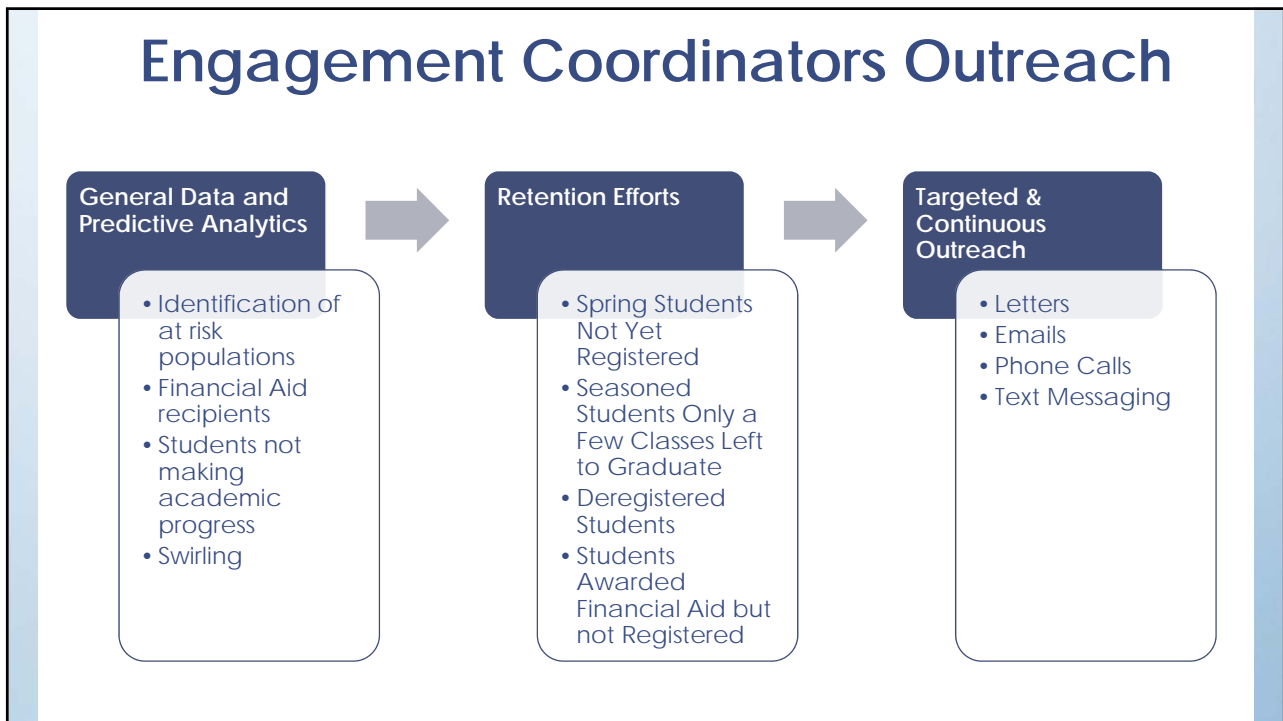 Engagement Coordinators Outreach
General Data and
Predictive Analytics
• Identification of
at risk
populations
• Financial Aid
recipients
• Students not
making
academic
progress
• Swirling
Retention Efforts
• Spring Students
Not Yet
Registered
• Seasoned
Students Only a
Few Classes Left
to Graduate
• Deregistered
Students
• Students
Awarded
Financial Aid but
not Registered
Targeted &
Continuous
Outreach
• Letters
• Emails
• Phone Calls
• Text Messaging